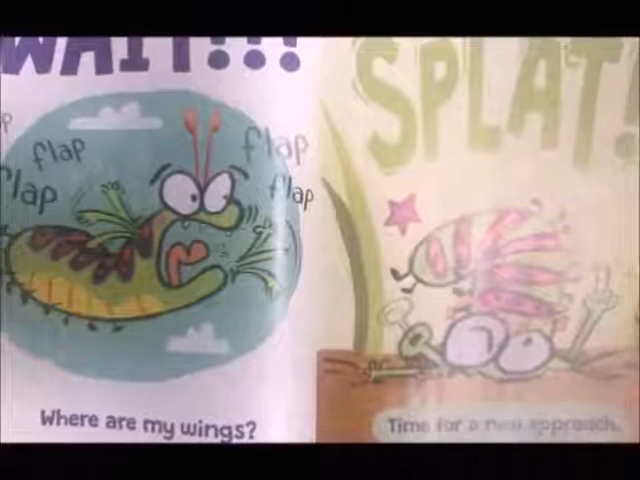 WAIT!!!
flap
flap
flap
flap
Where are my wings?
SPLAT!
Time for a new approach.